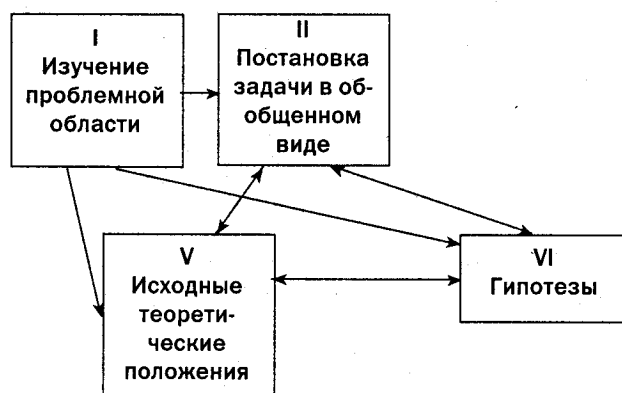 I
Изучение
проблемной
области
II
Постановка
задачи в об-
общенном
виде
V
Исходные
теорети-
ческие
положения
VI
Гипотезы